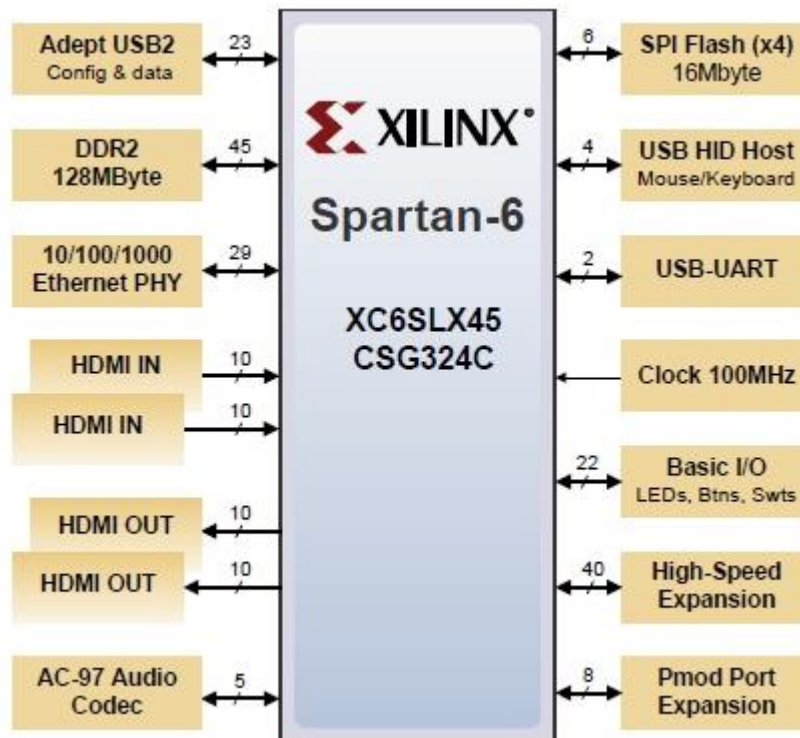 Adept USB2
Config & data
23
DDR2
128MByte
45
10/100/1000
Ethernet PHY
29
HDMI IN
10
HDMI IN
10
HDMI OUT
10
HDMI OUT
10
AC-97 Audio
Codec
5
XILINX®
Spartan-6
XC6SLX45
CSG324C
6
SPI Flash (x4)
16Mbyte
4
USB HID Host
Mouse/Keyboard
2
USB-UART
Clock 100MHz
22
Basic I/O
LEDs, Btns, Swts
40
High-Speed
Expansion
8
Pmod Port
Expansion